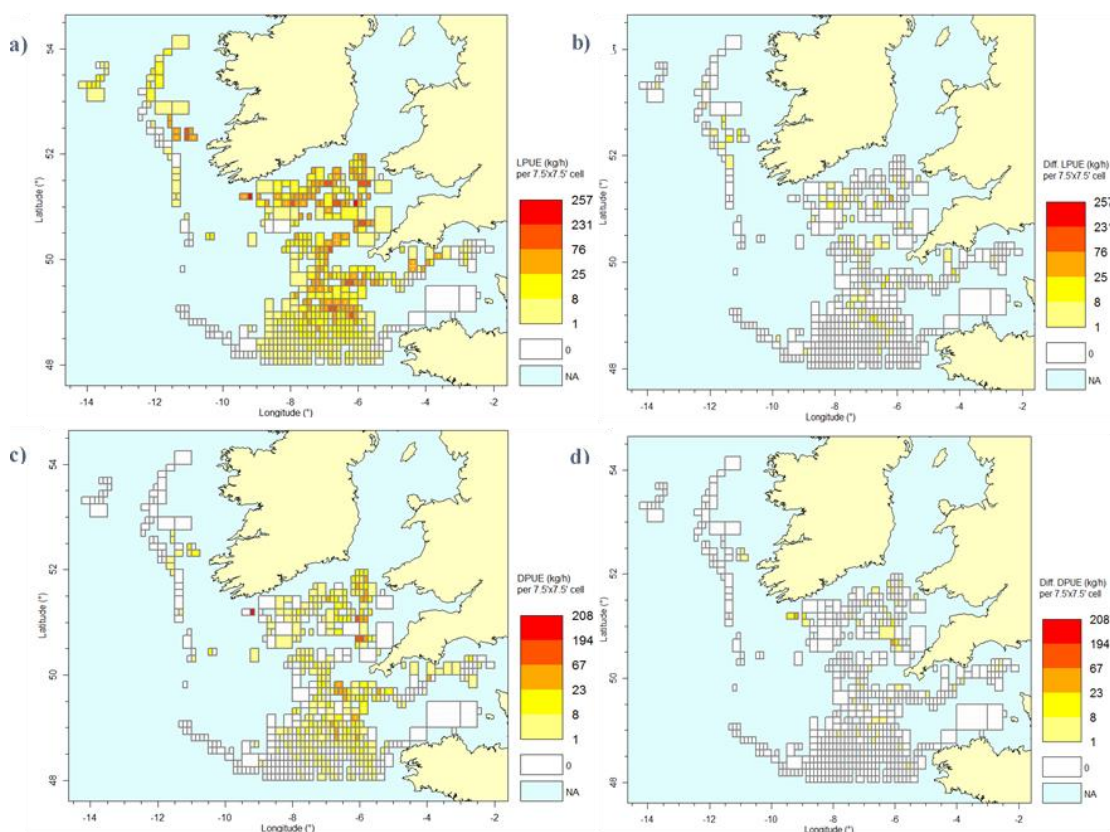 a)
54
52
50
48
Latitude (°)
-14
-12
-10
-8
-6
-4
-2
Longitude (°)
LPUE (kg/h)
per 7.5'x7.5' cell
257
231
76
25
8
1
0
NA
b)
52
50
48
Latitude (°)
-14
-12
-10
-8
-6
-4
-2
Longitude (°)
Diff. LPUE (kg/h)
per 7.5'x7.5' cell
257
231
76
25
8
1
0
NA
c)
54
52
50
48
Latitude (°)
-14
-12
-10
-8
-6
-4
-2
Longitude (°)
DPUE (kg/h)
per 7.5'x7.5' cell
208
194
67
23
8
1
0
NA
d)
54
52
50
48
Latitude (°)
-14
-12
-10
-8
-6
-4
-2
Longitude (°)
Diff. DPUE (kg/h)
per 7.5'x7.5' cell
208
194
67
23
8
1
0
NA